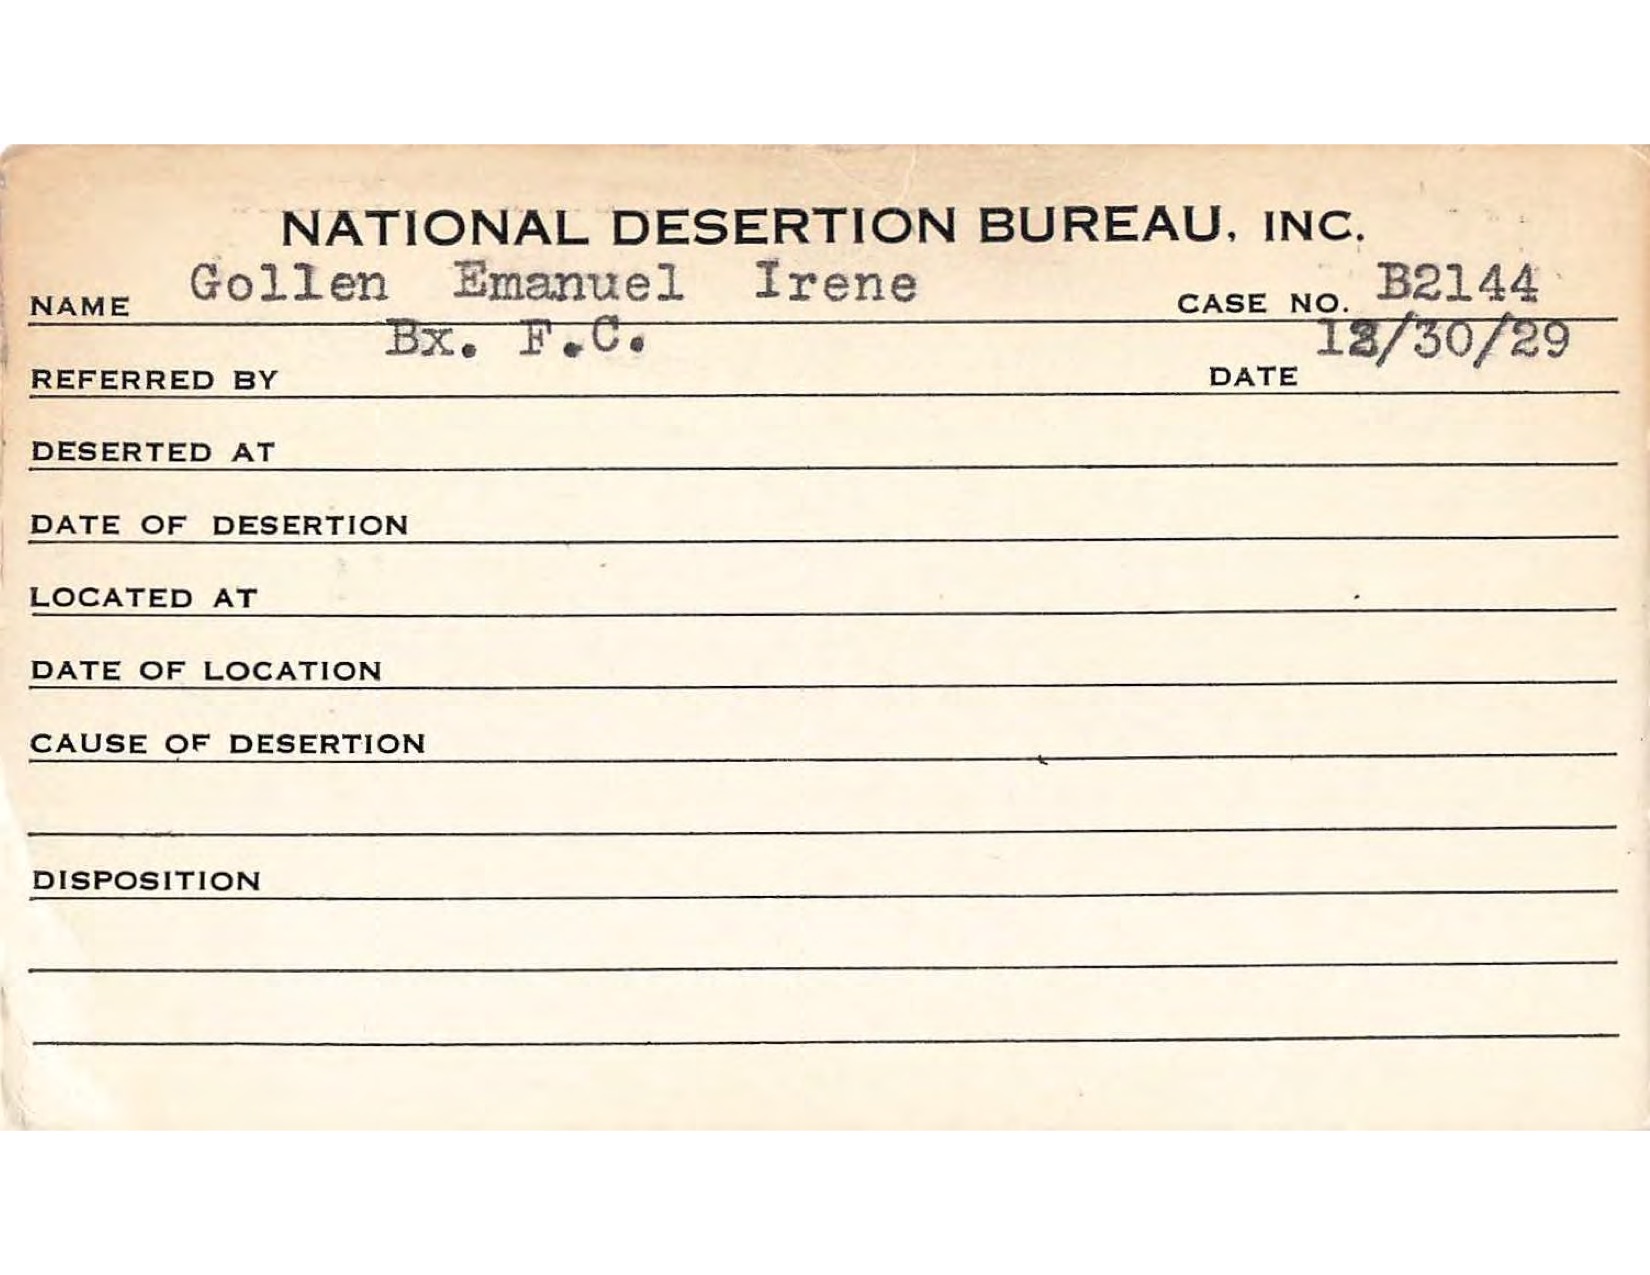 NATIONAL DESERTION BUREAU, INC.
NAME Gollen Emanuel Irene CASE NO. B2144
REFERRED BY Bx. F.C. DATE 12/30/29
DESERTED AT
DATE OF DESERTION
LOCATED AT
DATE OF LOCATION
CAUSE OF DESERTION
DISPOSITION